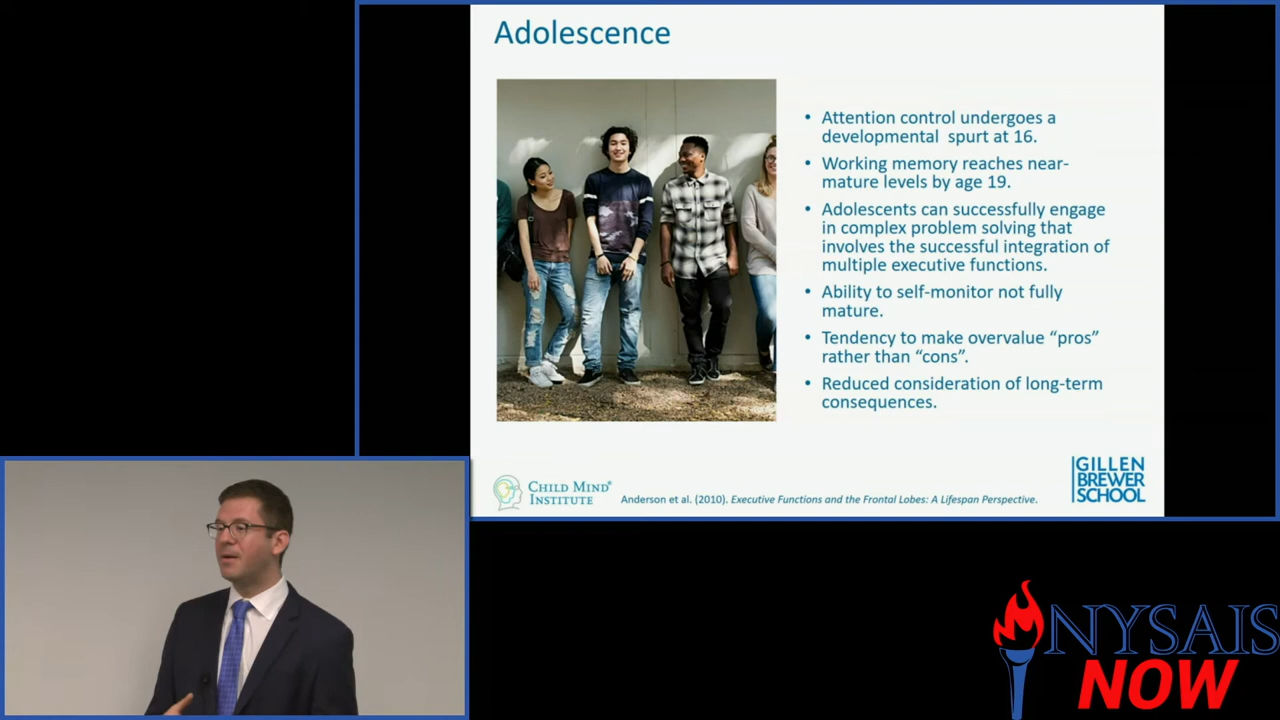 Adolescence
• Attention control undergoes a
developmental  spurt at 16.
• Working memory reaches near-
mature levels by age 19.
• Adolescents can successfully engage
in complex problem solving that
involves the successful integration of
multiple executive functions.
• Ability to self-monitor not fully
mature.
• Tendency to make overvalue “pros”
rather than “cons”.
• Reduced consideration of long-term
consequences.
CHILD MIND®
INSTITUTE
Anderson et al. (2010). Executive Functions and the Frontal Lobes: A Lifespan Perspective.
GILLEN
BREWER
SCHOOL
NYSAIS
NOW